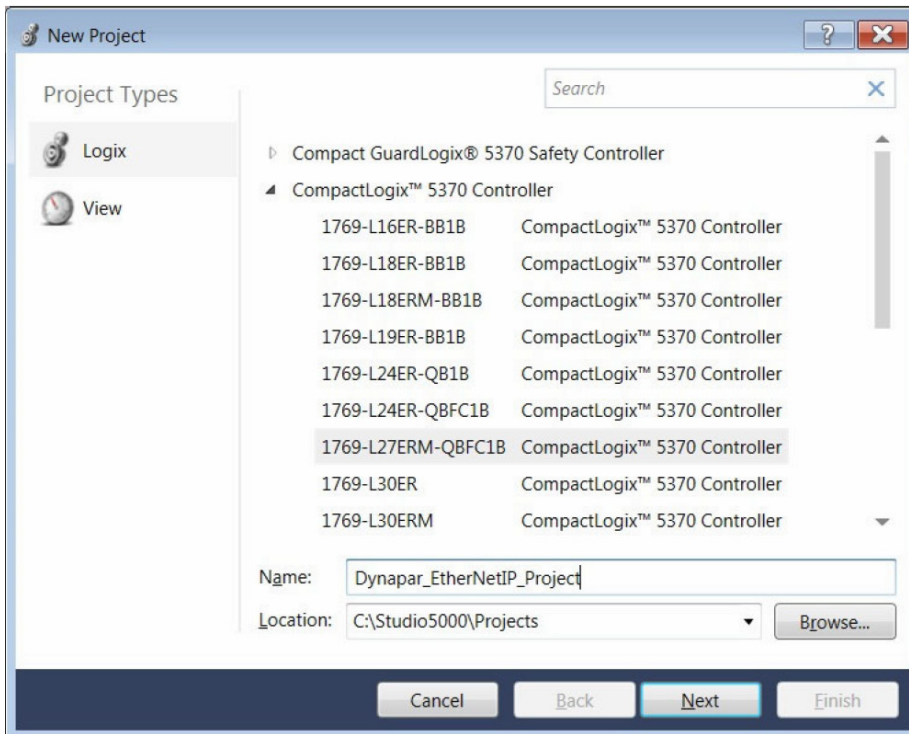 New Project
Project Types
Search
Logix
View
Compact GuardLogix® 5370 Safety Controller
CompactLogix™ 5370 Controller
1769-L16ER-BB1B CompactLogix™ 5370 Controller
1769-L18ER-BB1B CompactLogix™ 5370 Controller
1769-L18ERM-BB1B CompactLogix™ 5370 Controller
1769-L19ER-BB1B CompactLogix™ 5370 Controller
1769-L24ER-QB1B CompactLogix™ 5370 Controller
1769-L24ER-QBFC1B CompactLogix™ 5370 Controller
1769-L27ERM-QBFC1B CompactLogix™ 5370 Controller
1769-L30ER CompactLogix™ 5370 Controller
1769-L30ERM CompactLogix™ 5370 Controller
Name: Dynapar_EtherNetIP_Project
Location: C:\Studio5000\Projects Browse...
Cancel Back Next Finish